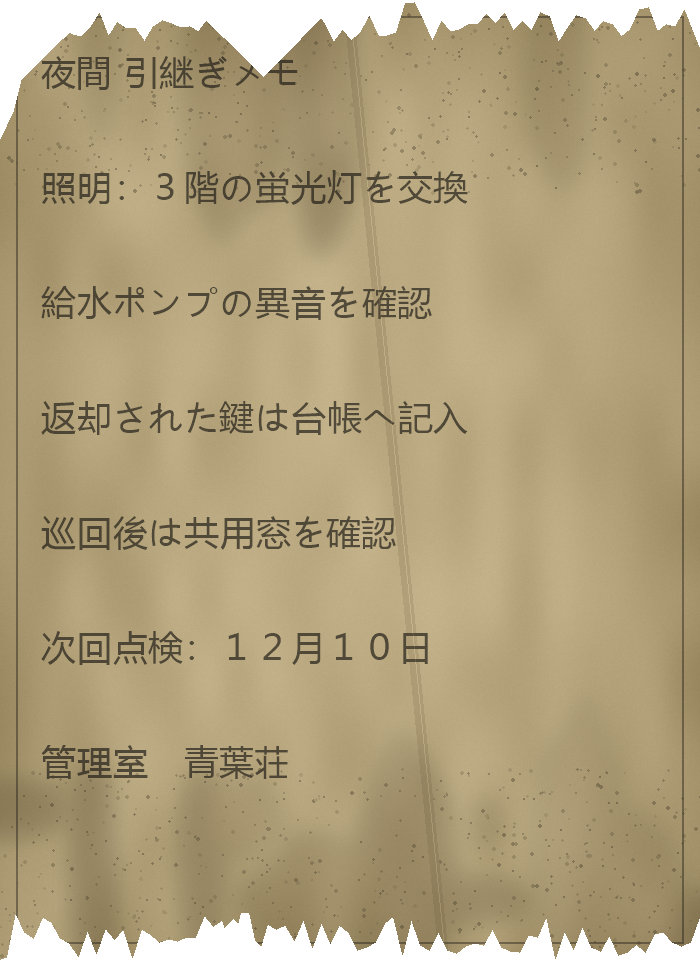 夜間 引継ぎメモ
照明：３階の蛍光灯を交換
給水ポンプの異音を確認
返却された鍵は台帳へ記入
巡回後は共用窓を確認
次回点検：１２月１０日
管理室　青葉荘